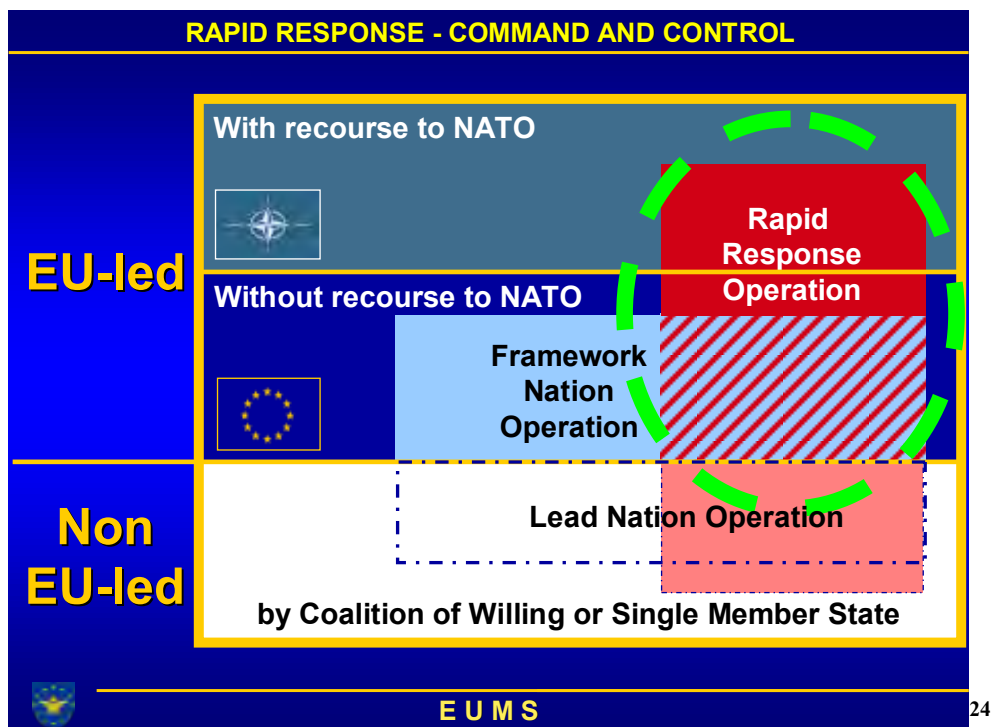 RAPID RESPONSE - COMMAND AND CONTROL
With recourse to NATO
Rapid
Response
Operation
EU-led
Without recourse to NATO
Framework
Nation
Operation
Non
EU-led
Lead Nation Operation
by Coalition of Willing or Single Member State
E U M S
24